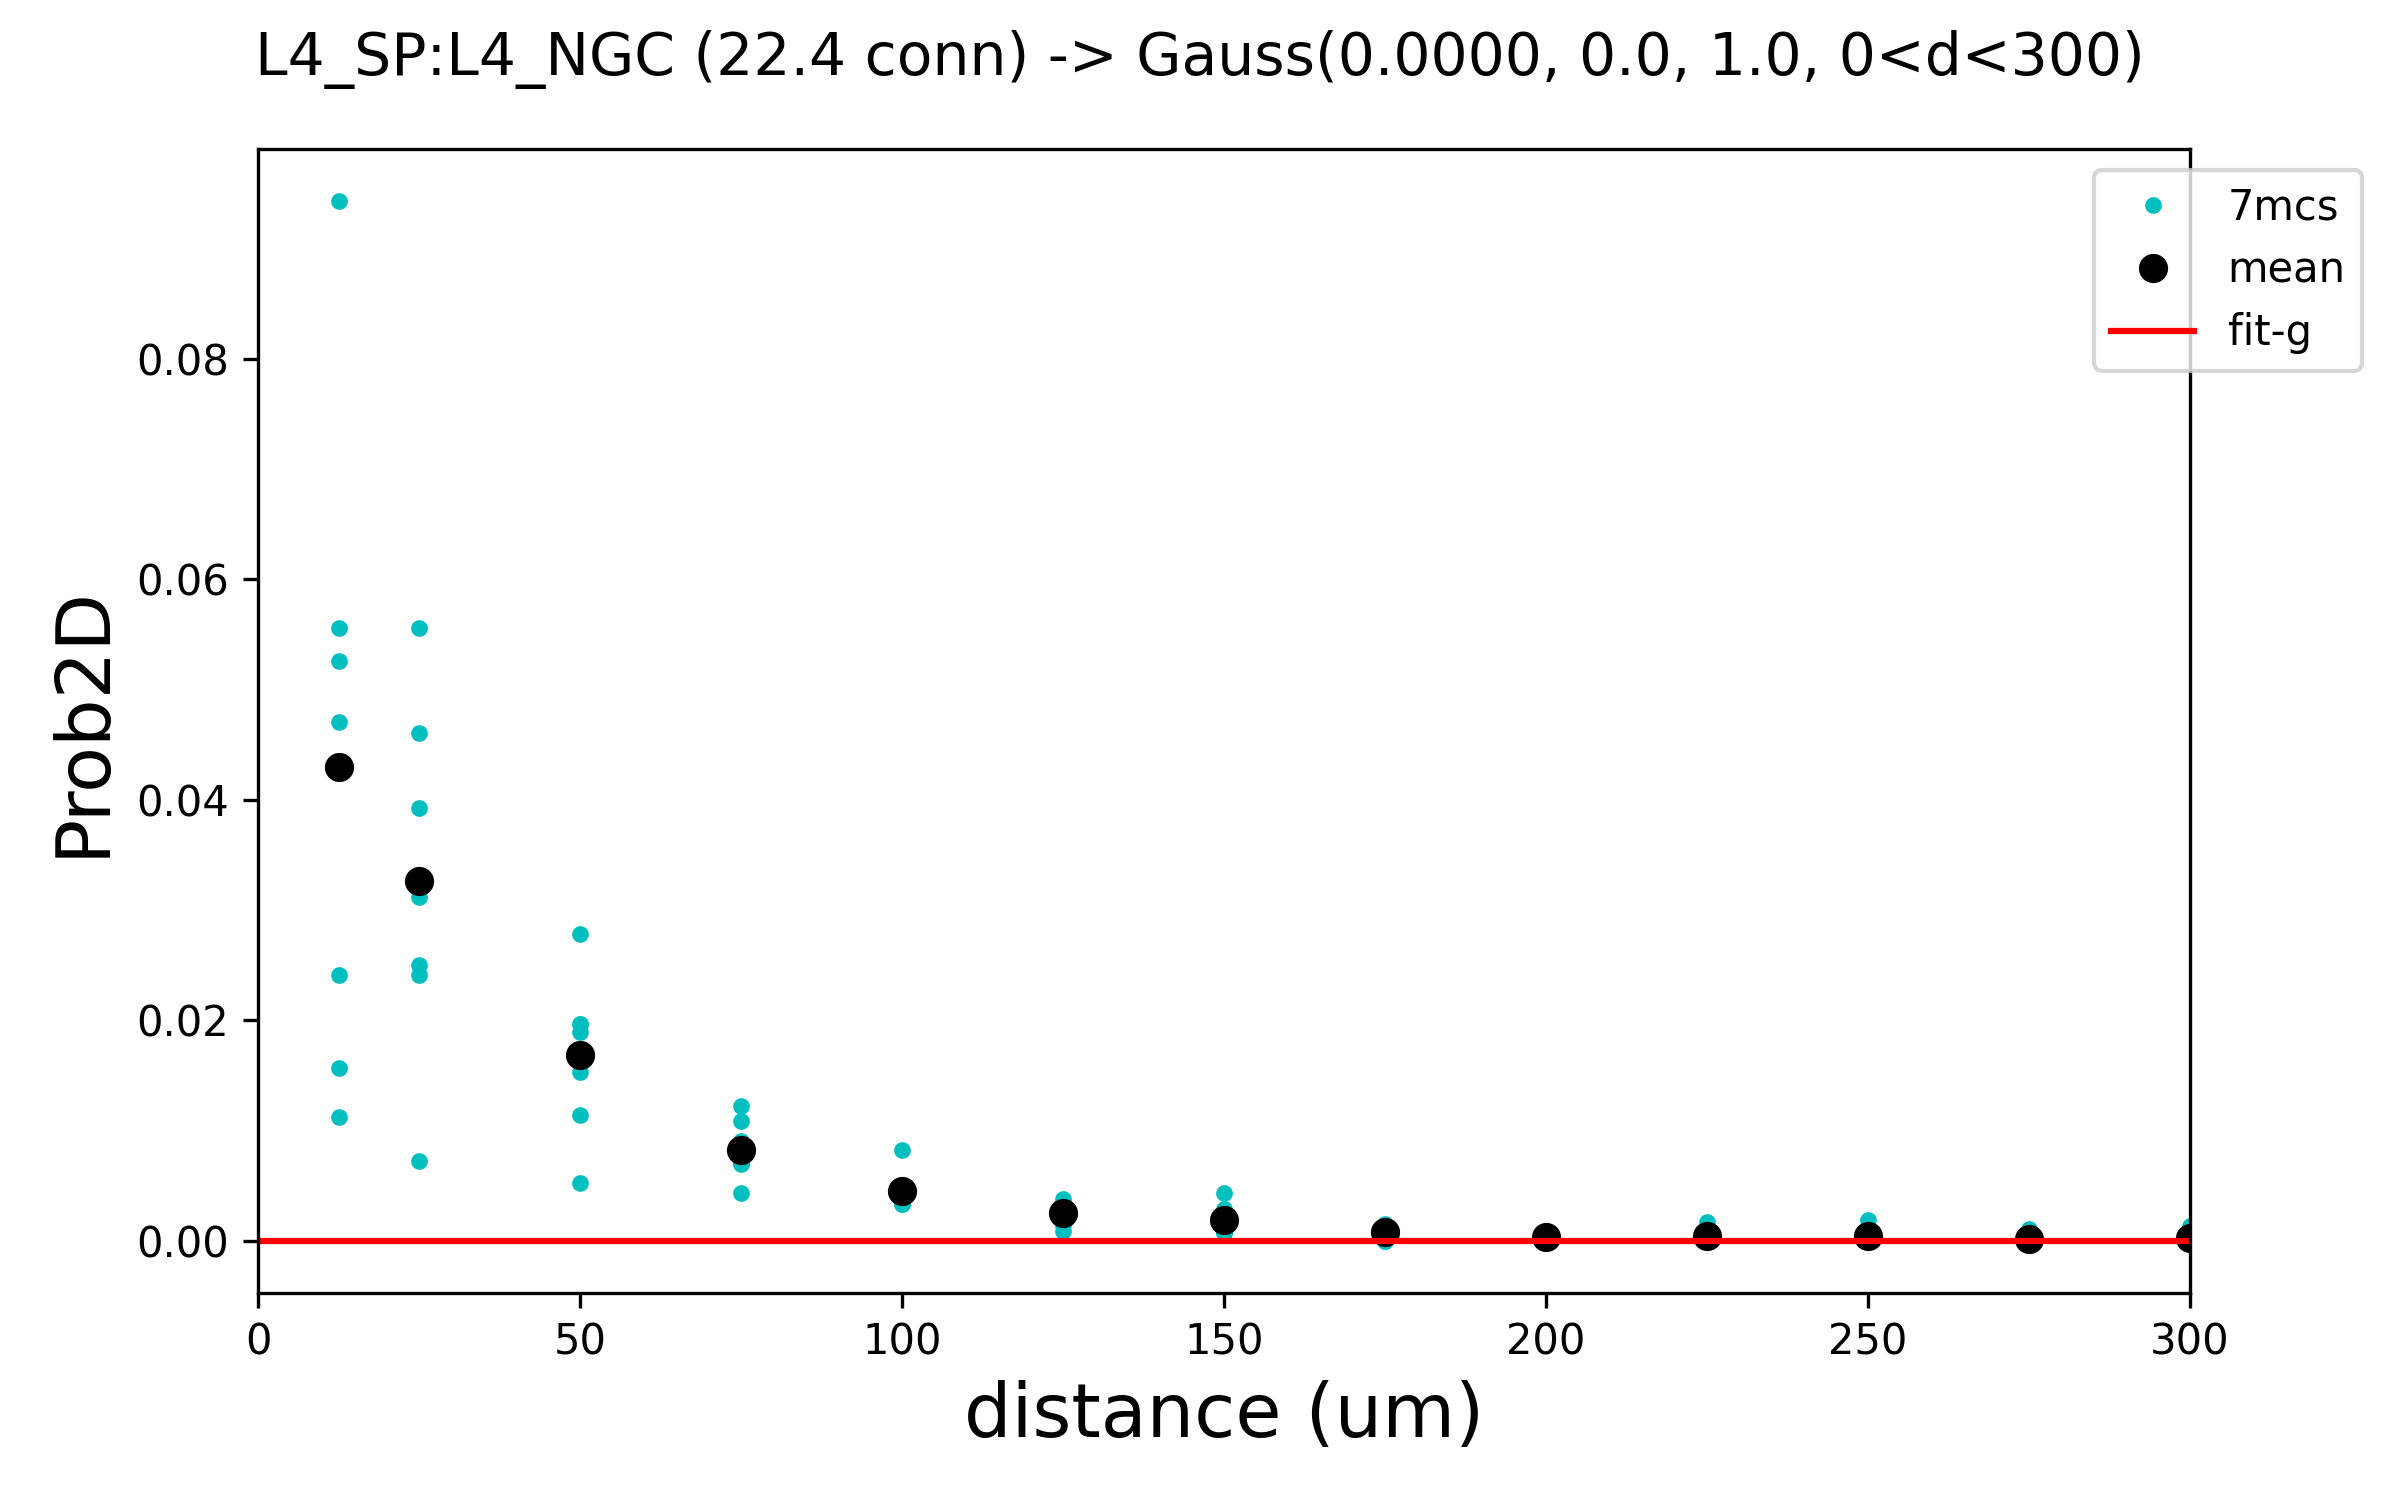 L4_SP:L4_NGC (22.4 conn) -> Gauss(0.0000, 0.0, 1.0, 0<d<300)
7mcs
mean
fit-g
Prob2D
0.08
0.06
0.04
0.02
0.00
0 50 100 150 200 250 300
distance (um)